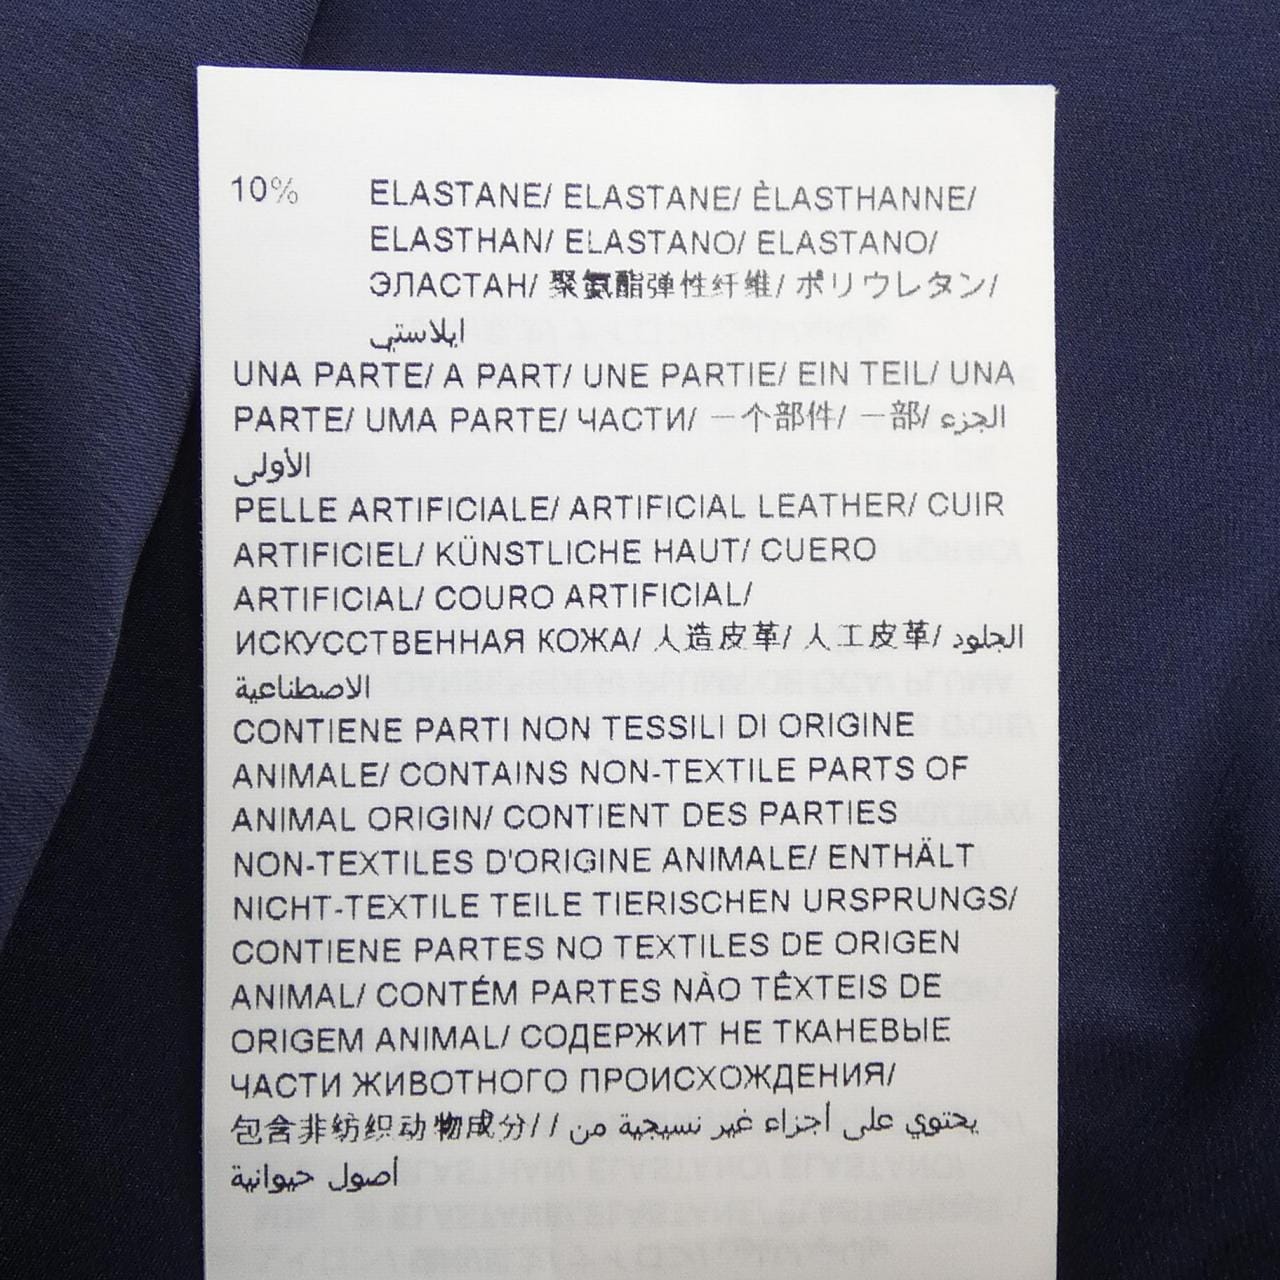 10% ELASTANE/ ELASTANE/ ÈLASTHANNE/
ELASTHAN/ ELASTANO/ ELASTANO/
ЭЛАСТАН/ 聚氨酯弹性纤维/ ポリウレタン/
ايلاستي
UNA PARTE/ A PART/ UNE PARTIE/ EIN TEIL/ UNA
PARTE/ UMA PARTE/ ЧАСТИ/ 一个部件/ 一部/ الجزء
الأولى
PELLE ARTIFICIALE/ ARTIFICIAL LEATHER/ CUIR
ARTIFICIEL/ KÜNSTLICHE HAUT/ CUERO
ARTIFICIAL/ COURO ARTIFICIAL/
ИСКУССТВЕННАЯ КОЖА/ 人造皮革/ 人工皮革/ الجلود
الاصطناعية
CONTIENE PARTI NON TESSILI DI ORIGINE
ANIMALE/ CONTAINS NON-TEXTILE PARTS OF
ANIMAL ORIGIN/ CONTIENT DES PARTIES
NON-TEXTILES D'ORIGINE ANIMALE/ ENTHÄLT
NICHT-TEXTILE TEILE TIERISCHEN URSPRUNGS/
CONTIENE PARTES NO TEXTILES DE ORIGEN
ANIMAL/ CONTÉM PARTES NÀO TÊXTEIS DE
ORIGEM ANIMAL/ СОДЕРЖИТ НЕ ТКАНЕВЫЕ
ЧАСТИ ЖИВОТНОГО ПРОИСХОЖДЕНИЯ/
包含非纺织动物成分/ / يحتوي على أجزاء غير نسيجية من
أصول حيوانية